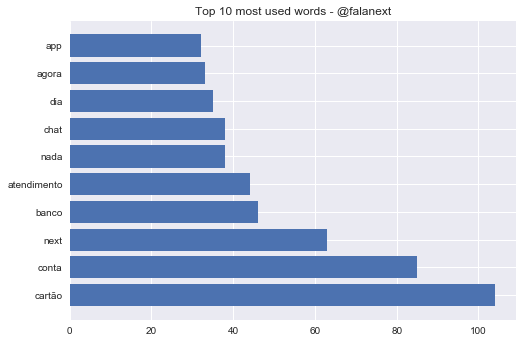 Top 10 most used words - @falanext
app
agora
dia
chat
nada
atendimento
banco
next
conta
cartão
0 20 40 60 80 100